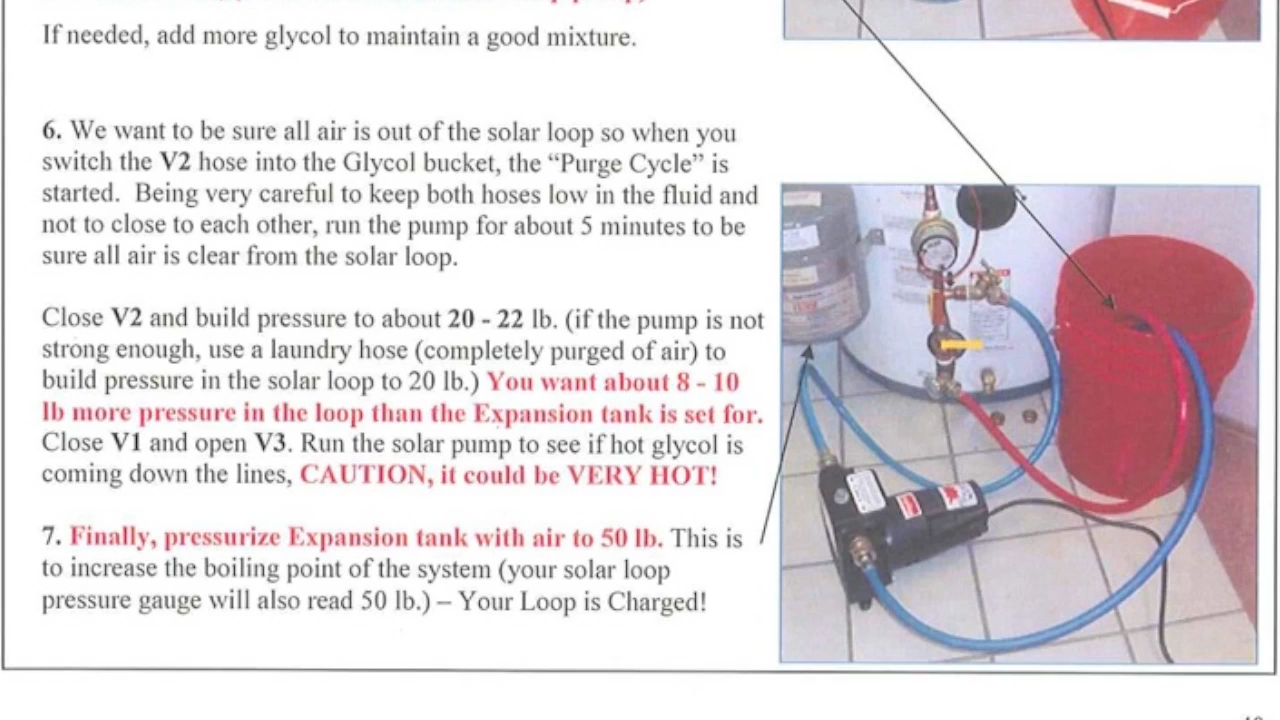 If needed, add more glycol to maintain a good mixture.
6. We want to be sure all air is out of the solar loop so when you
switch the V2 hose into the Glycol bucket, the “Purge Cycle” is
started.  Being very careful to keep both hoses low in the fluid and
not to close to each other, run the pump for about 5 minutes to be
sure all air is clear from the solar loop.
Close V2 and build pressure to about 20 - 22 lb. (if the pump is not
strong enough, use a laundry hose (completely purged of air) to
build pressure in the solar loop to 20 lb.) You want about 8 - 10
lb more pressure in the loop than the Expansion tank is set for.
Close V1 and open V3. Run the solar pump to see if hot glycol is
coming down the lines, CAUTION, it could be VERY HOT!
7. Finally, pressurize Expansion tank with air to 50 lb. This is
to increase the boiling point of the system (your solar loop
pressure gauge will also read 50 lb.) – Your Loop is Charged!